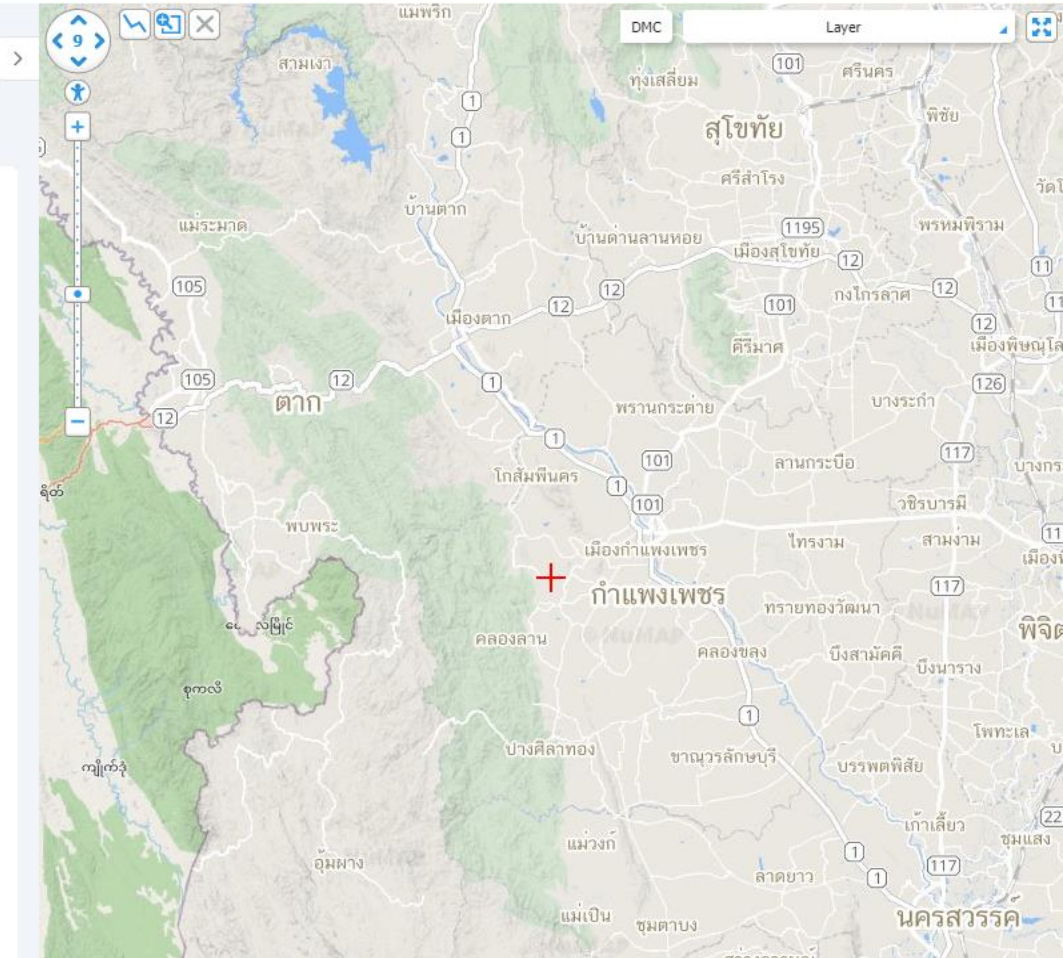 แม่พริก
9
DMC
Layer
สามเงา
101
ศรีนคร
ทุ่งเสลี่ยม
1
พิชัย
1
สุโขทัย
ศรีสำโรง
บ้านตาก
แม่ระมาด
1195
พรหมพิราม
บ้านด่านลานหอย
เมืองสุโขทัย
12
11
105
12
12
101
กงไกรลาศ
12
เมืองตาก
12
คีรีมาศ
105
12
1
126
ตาก
พรานกระต่าย
บางระกำ
12
1
101
ลานกระบือ
117
โกสัมพีนคร
1
101
วชิรบารมี
พบพระ
เมืองกำแพงเพชร
ไทรงาม
สามง่าม
กำแพงเพชร
117
ทรายทองวัฒนา
NuMAP
คลองลาน
© NuMAP
คลองขลุง
บึงสามัคคี
บึงนาราง
စုကလိ
1
โพทะเล
ပကျိုက်ဒုံ
ปางศิลาทอง
ขาณุวรลักษบุรี
บรรพตพิสัย
เก้าเลี้ยว
22
ชุมแสง
แม่วงก์
1
117
อุ้มผาง
ลาดยาว
1
แม่เปิน
ชุมตาบง
นครสวรรค์